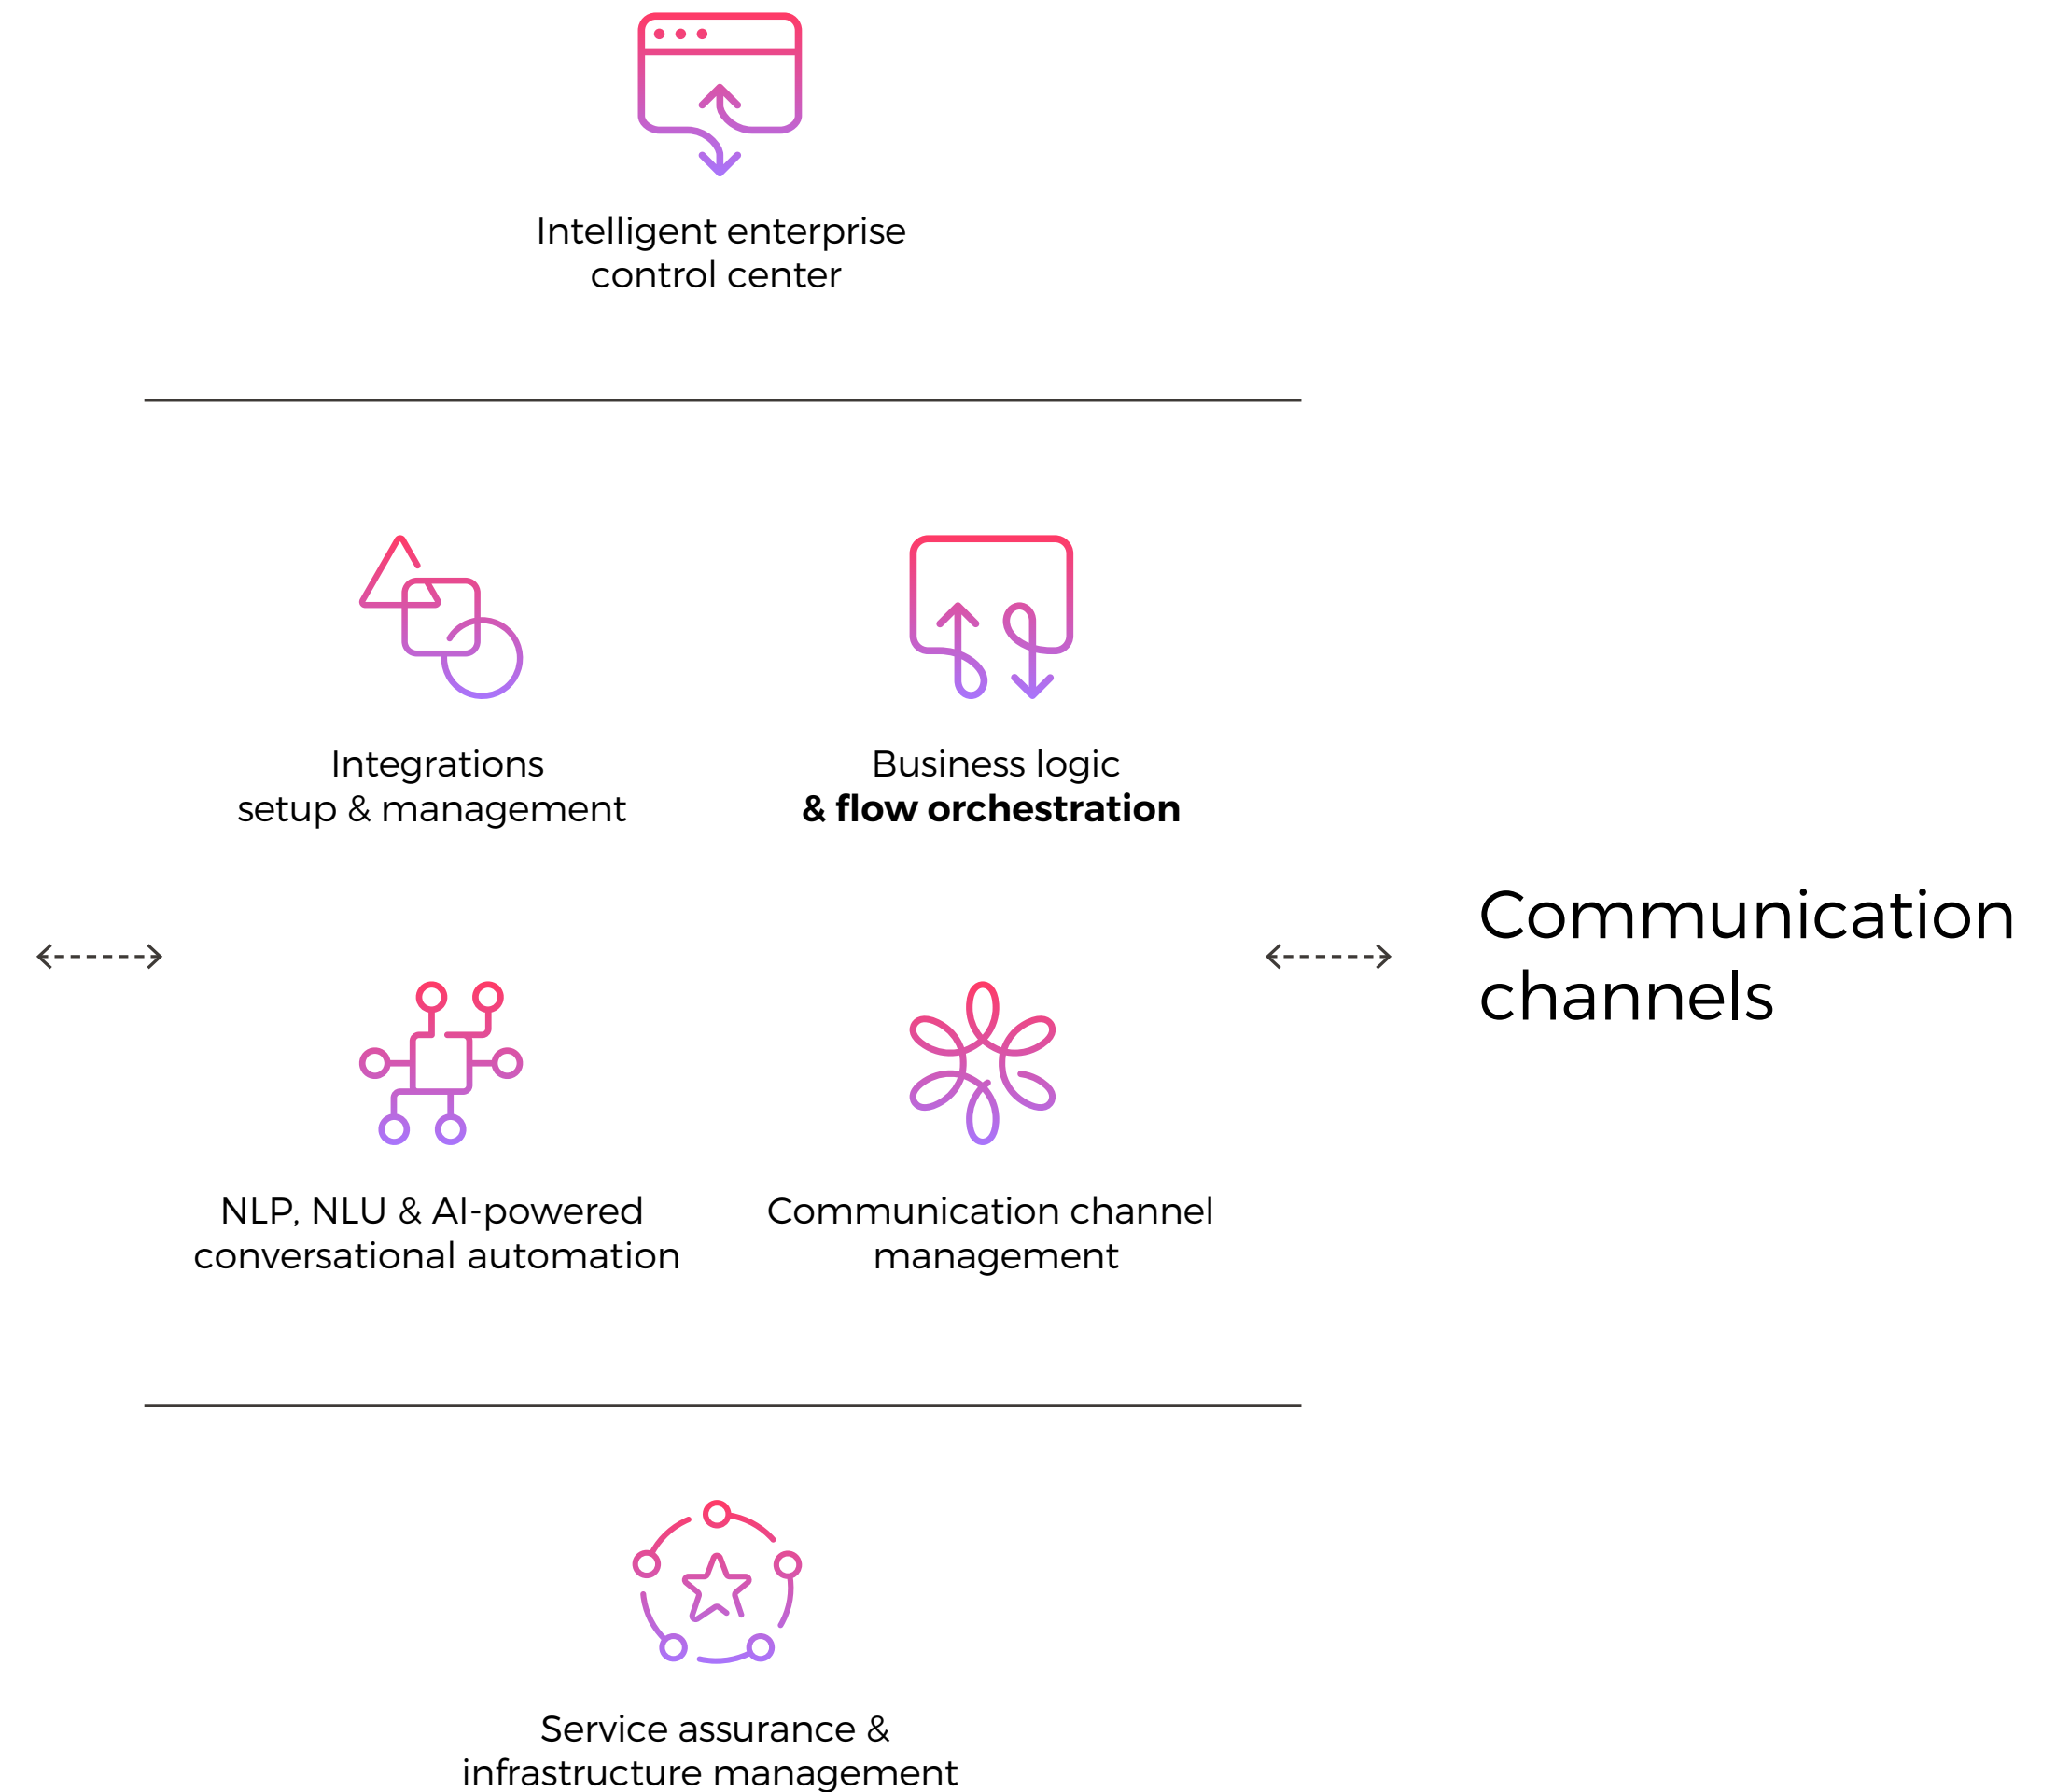 Intelligent enterprise
control center
Integrations
setup & management
Business logic
& flow orchestration
Communication
channels
NLP, NLU & AI-powered
conversational automation
Communication channel
management
Service assurance &
infrastructure management